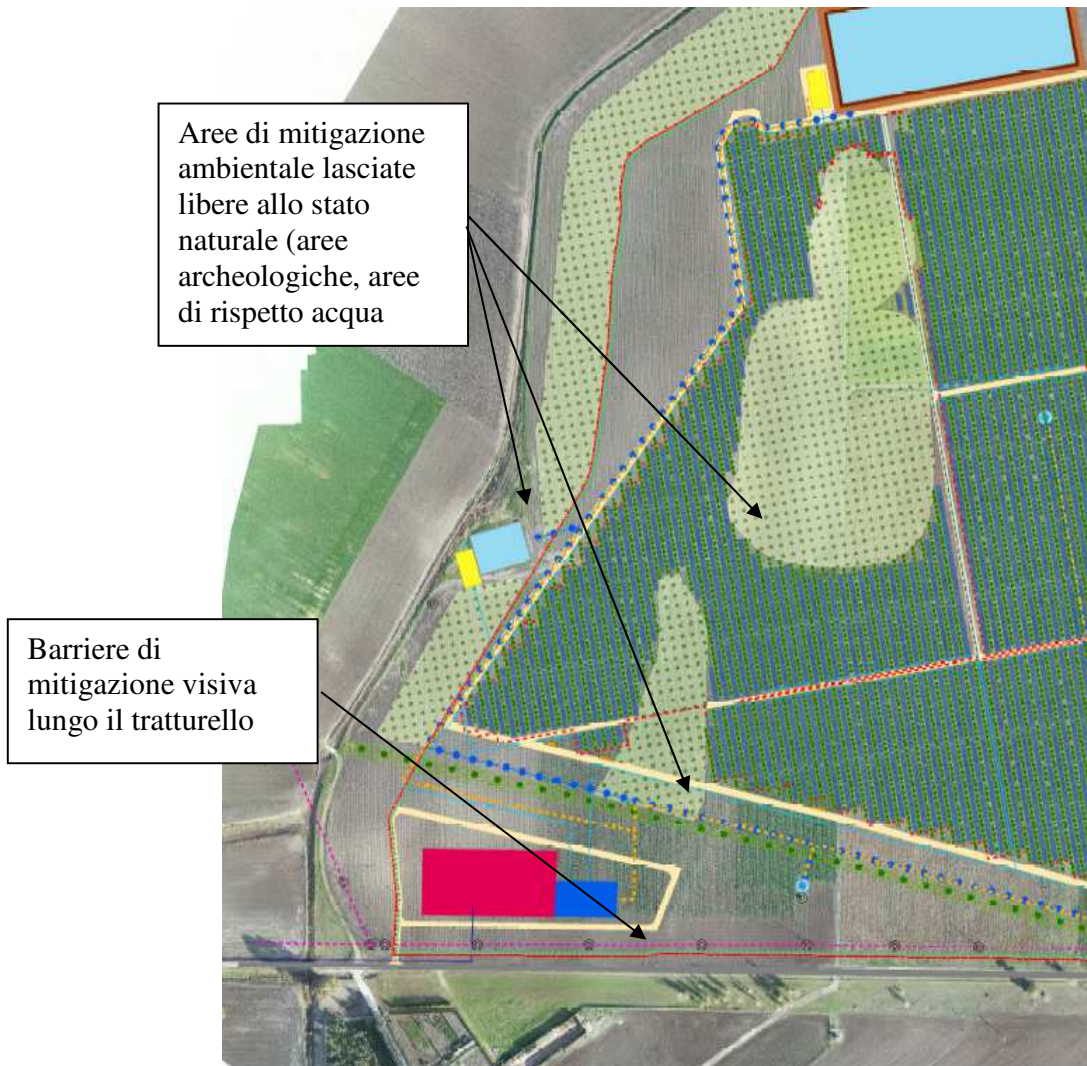 Aree di mitigazione
ambientale lasciate
libere allo stato
naturale (aree
archeologiche, aree
di rispetto acqua
Barriere di
mitigazione visiva
lungo il tratturello